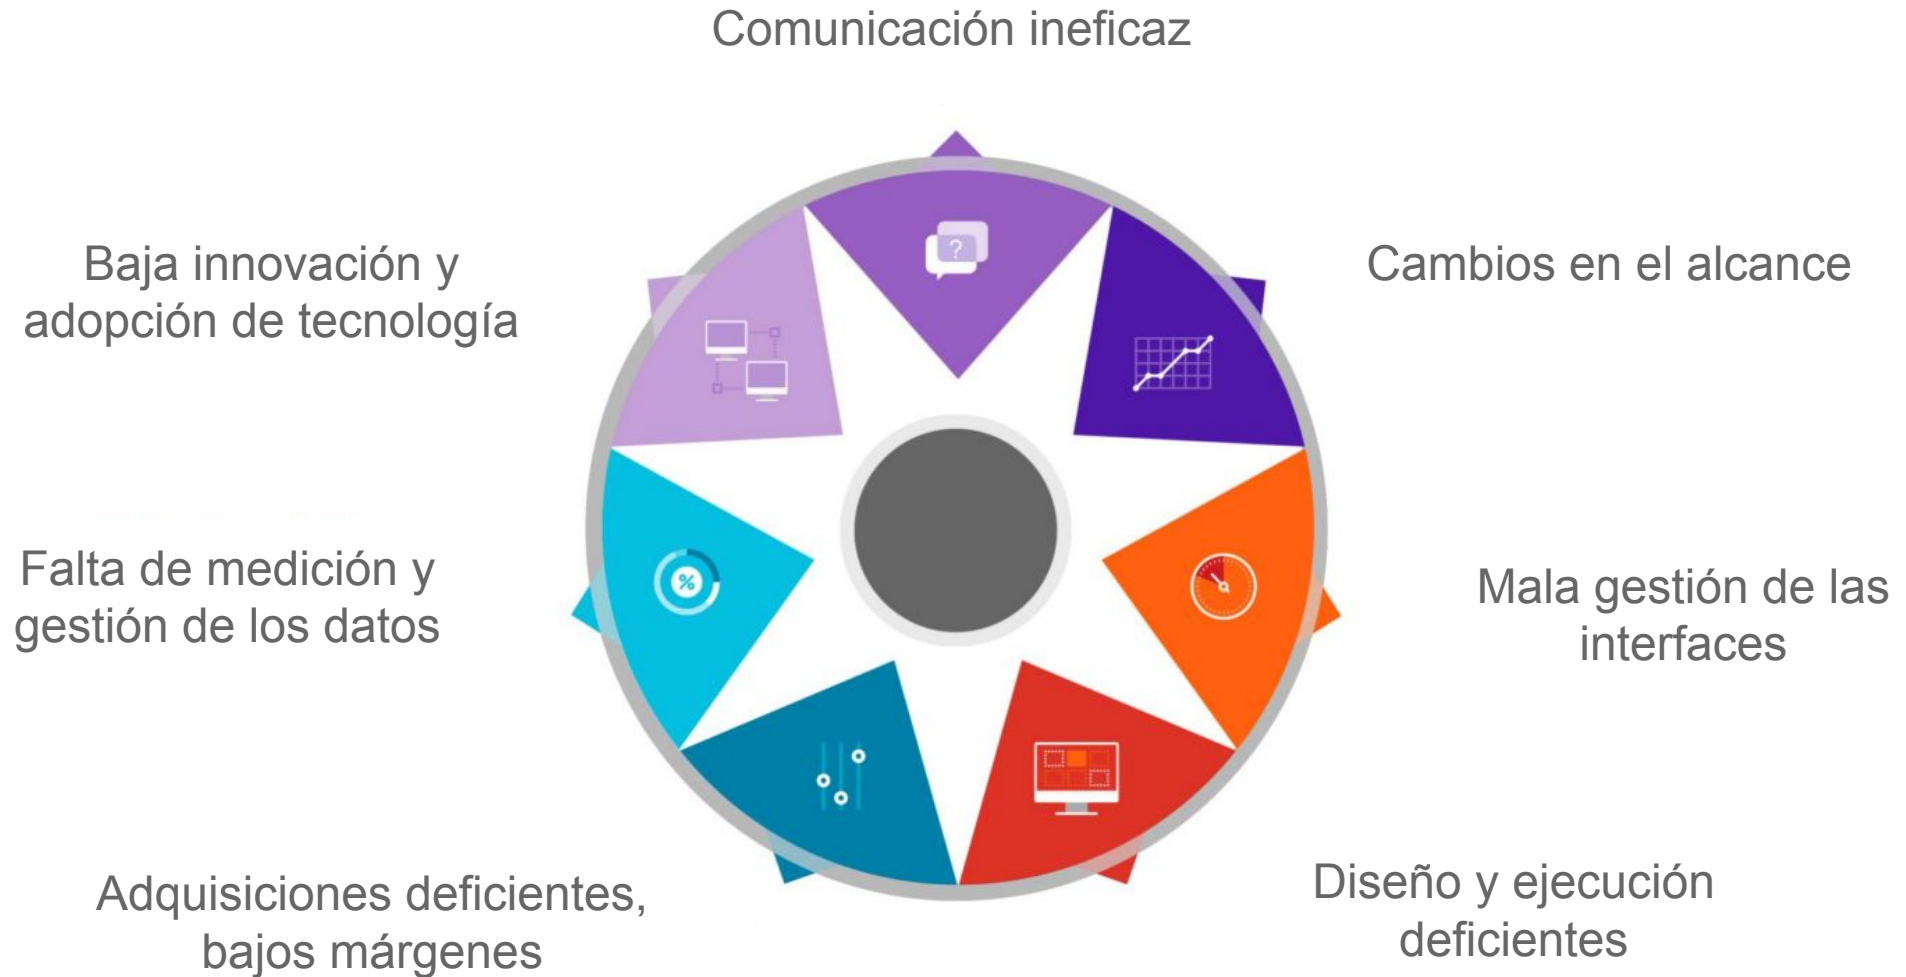 Comunicación ineficaz
Baja innovación y
adopción de tecnología
Cambios en el alcance
?
Falta de medición y
gestión de los datos
%
Mala gestión de las
interfaces
Adquisiciones deficientes,
bajos márgenes
Diseño y ejecución
deficientes